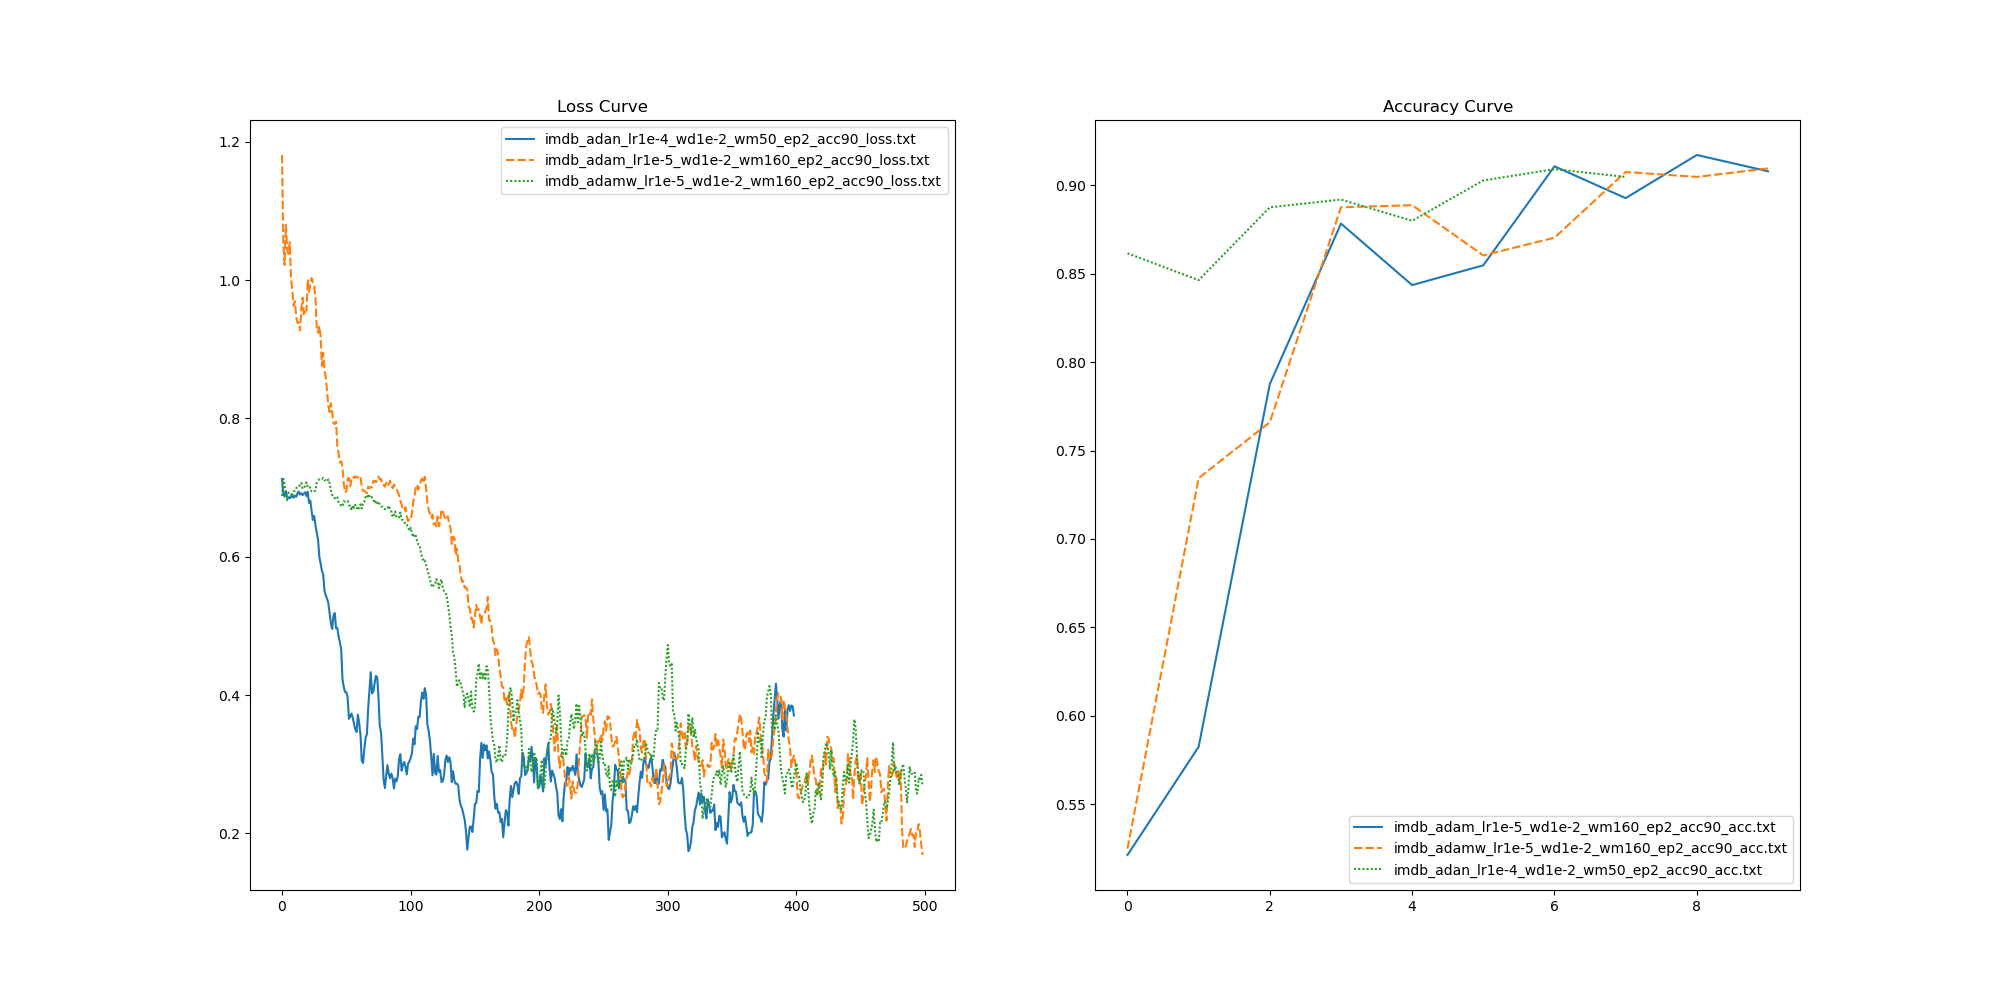 Loss Curve
imdb_adan_lr1e-4_wd1e-2_wm50_ep2_acc90_loss.txt
imdb_adam_lr1e-5_wd1e-2_wm160_ep2_acc90_loss.txt
imdb_adamw_lr1e-5_wd1e-2_wm160_ep2_acc90_loss.txt
1.2
1.0
0.8
0.6
0.4
0.2
0 100 200 300 400 500
Accuracy Curve
0.90
0.85
0.80
0.75
0.70
0.65
0.60
0.55
imdb_adam_lr1e-5_wd1e-2_wm160_ep2_acc90_acc.txt
imdb_adamw_lr1e-5_wd1e-2_wm160_ep2_acc90_acc.txt
imdb_adan_lr1e-4_wd1e-2_wm50_ep2_acc90_acc.txt
0 2 4 6 8